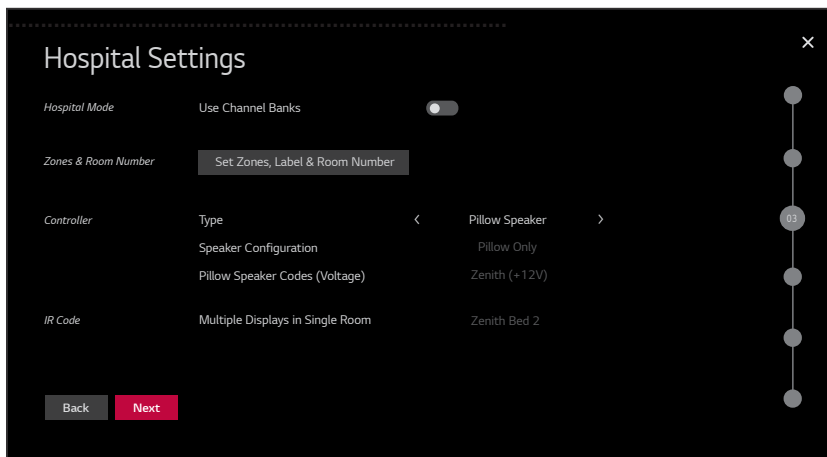 Hospital Settings
Hospital Mode Use Channel Banks
Zones & Room Number Set Zones, Label & Room Number
Controller Type < Pillow Speaker >
03
Speaker Configuration Pillow Only
Pillow Speaker Codes (Voltage) Zenith (+12V)
IR Code Multiple Displays in Single Room Zenith Bed 2
Back Next